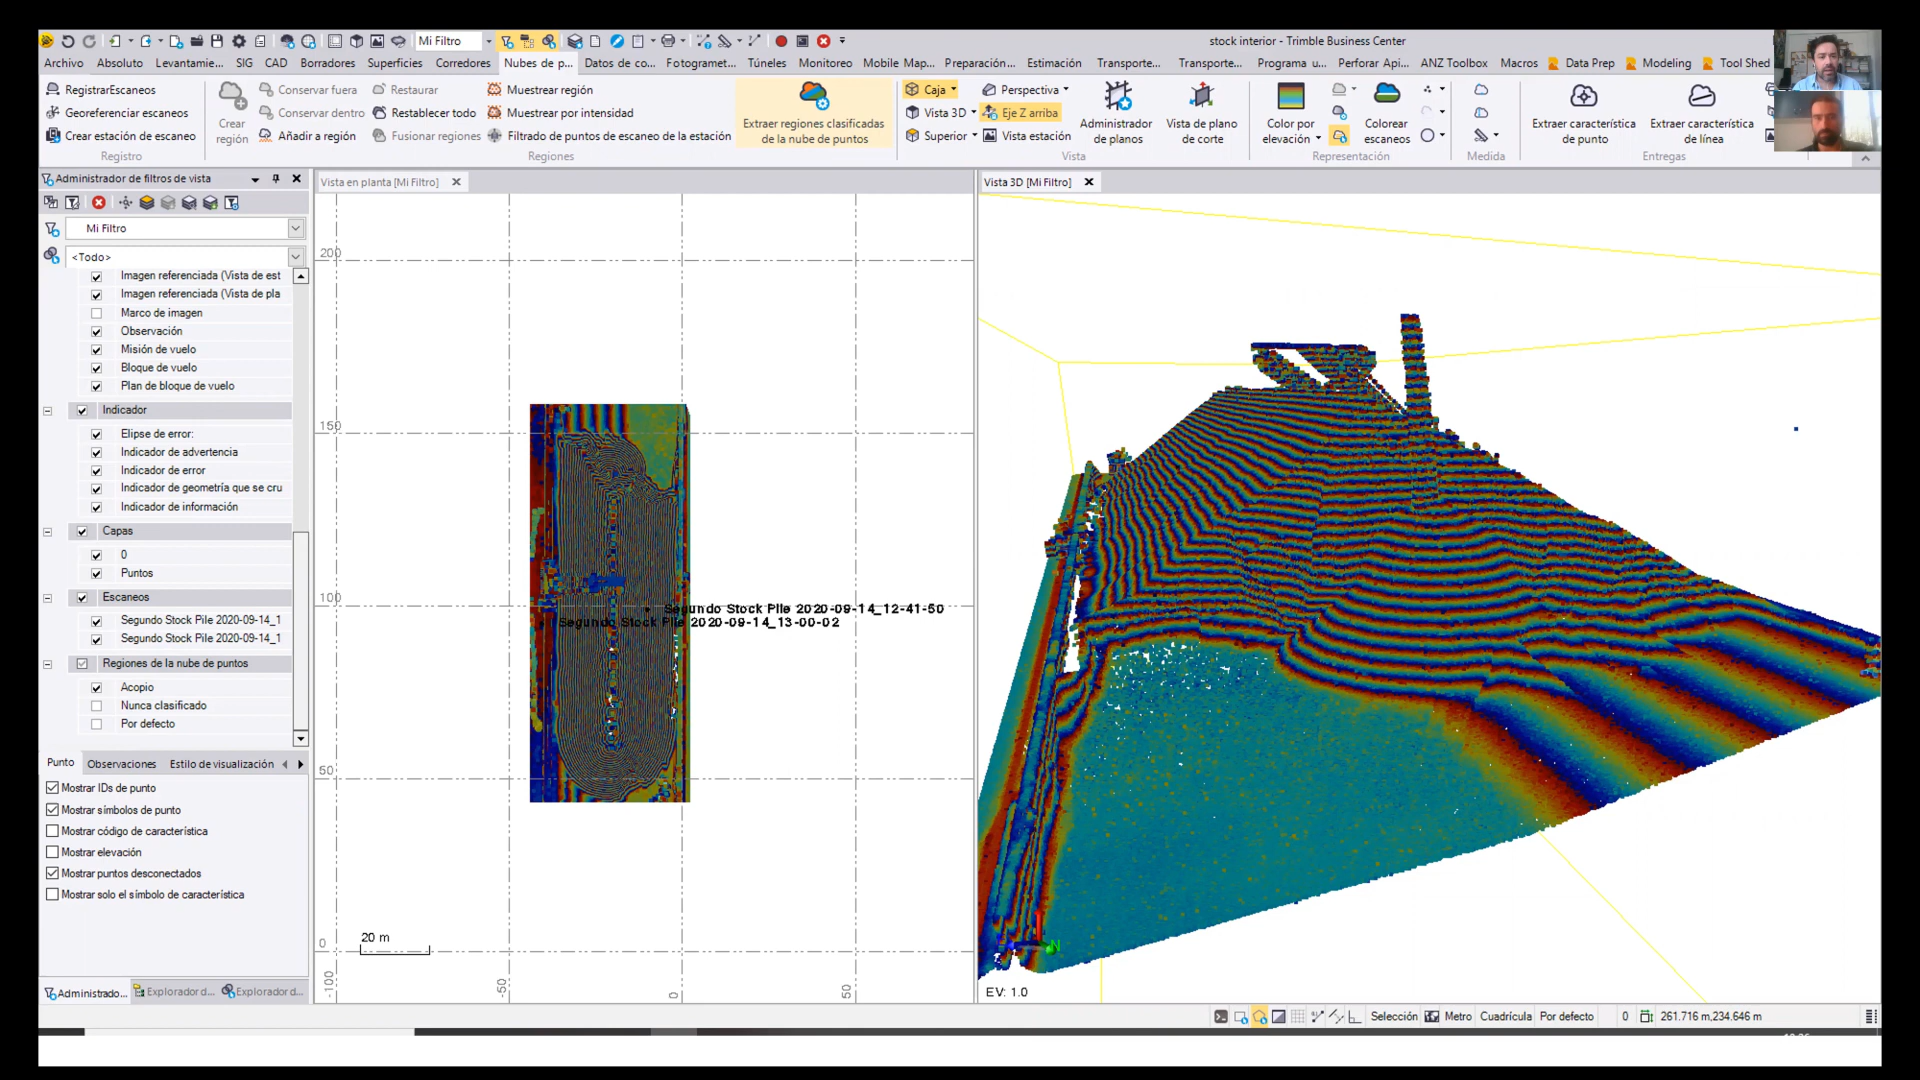 Mi Filtro
stock interior - Trimble Business Center
Archivo Absoluto Levantamie... SIG CAD Borradores Superficies Corredores Nubes de p... Datos de co... Fotogramet... Túneles Monitoreo Mobile Map... Preparación... Estimación Transporte... Transporte... Programa u... Perforar Api... ANZ Toolbox Macros Data Prep Modeling Tool Shed
RegistrarEscaneos
Georeferenciar escaneos
Crear estación de escaneo
Registro
Crear región
Conservar fuera
Conservar dentro
Añadir a región
Restaurar
Restablecer todo
Fusionar regiones
Muestrear región
Muestrear por intensidad
Filtrado de puntos de escaneo de la estación
Regiones
Extraer regiones clasificadas
de la nube de puntos
Caja
Vista 3D
Superior
Perspectiva
Eje Z arriba
Vista estación
Administrador
de planos
Vista de plano
de corte
Vista
Color por
elevación
Colorear
escaneos
Representación
Medida
Extraer característica
de punto
Extraer característica
de línea
Entregas
Administrador de filtros de vista
Mi Filtro
<Todo>
Imagen referenciada (Vista de est
Imagen referenciada (Vista de pla
Marco de imagen
Observación
Misión de vuelo
Bloque de vuelo
Plan de bloque de vuelo
Indicador
Elipse de error:
Indicador de advertencia
Indicador de error
Indicador de geometría que se cru
Indicador de información
Capas
0
Puntos
Escaneos
Segundo Stock Pile 2020-09-14_1
Segundo Stock Pile 2020-09-14_1
Regiones de la nube de puntos
Acopio
Nunca clasificado
Por defecto
Punto Observaciones Estilo de visualización
Mostrar IDs de punto
Mostrar símbolos de punto
Mostrar código de característica
Mostrar elevación
Mostrar puntos desconectados
Mostrar solo el símbolo de característica
Administrado... Explorador d... Explorador d...
Vista en planta [Mi Filtro]
200
150
100
50
0
-100
-50
0
50
Segundo Stock Pile 2020-09-14_12-41-50
Segundo Stock Pile 2020-09-14_13-00-02
20 m
Vista 3D [Mi Filtro]
N
EV: 1.0
Selección Metro Cuadrícula Por defecto 0 261.716 m,234.646 m